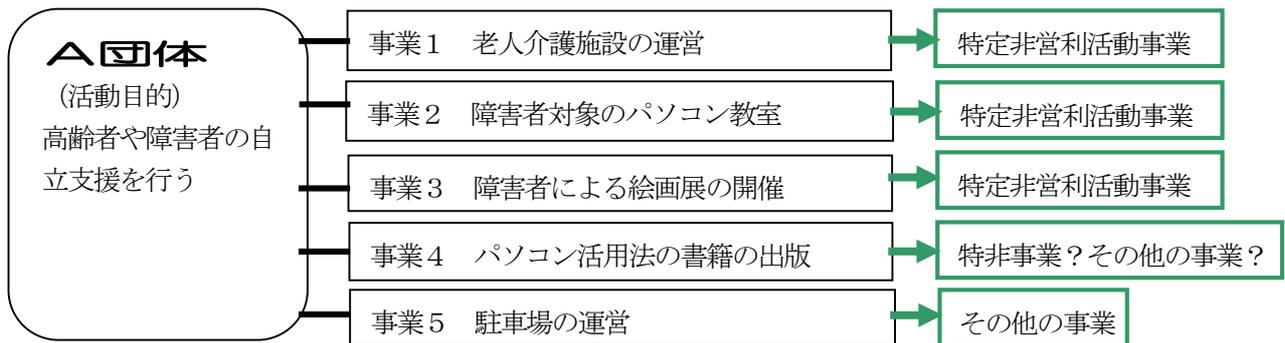 A団体
(活動目的)
高齢者や障害者の自
立支援を行う
事業1 老人介護施設の運営
特定非営利活動事業
事業2 障害者対象のパソコン教室
特定非営利活動事業
事業3 障害者による絵画展の開催
特定非営利活動事業
事業4 パソコン活用法の書籍の出版
特非事業?その他の事業?
事業5 駐車場の運営
その他の事業